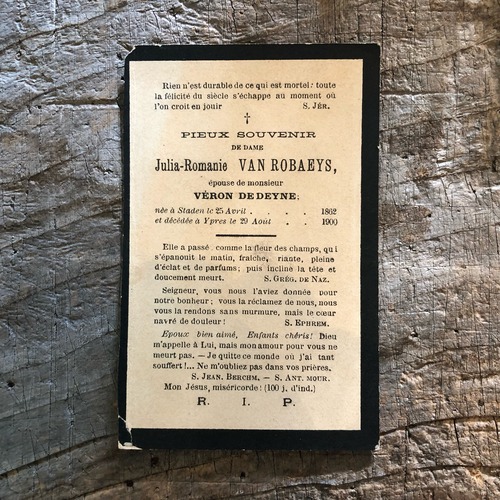 Rien n'est durable de ce qui est mortel: toute
la félicité du siècle s'échappe au moment où
l'on croit en jouir S. JÉR.
†
PIEUX SOUVENIR
DE DAME
Julia-Romanie VAN ROBAEYS,
épouse de monsieur
VÉRON DEDEYNE;
née à Staden le 25 Avril . . . . 1862
et décédée à Ypres le 29 Août . . . 1900
Elle a passé comme la fleur des champs, qui
s'épanouit le matin, fraîche, riante, pleine
d'éclat et de parfums; puis incline la tête et
doucement meurt. S. GRÉG. DE NAZ.
Seigneur, vous nous l'aviez donnée pour
notre bonheur; vous la réclamez de nous, nous
vous la rendons sans murmure, mais le cœur
navré de douleur! S. EPHREM.
Epoux bien aimé, Enfants chéris! Dieu
m'appelle à Lui, mais mon amour pour vous ne
meurt pas. — Je quitte ce monde où j'ai tant
souffert!... Ne m'oubliez pas dans vos prières.
S. JEAN. BERCHM. — S. ANT. MOUR.
Mon Jésus, miséricorde! (100 j. d'ind.)
R. I. P.